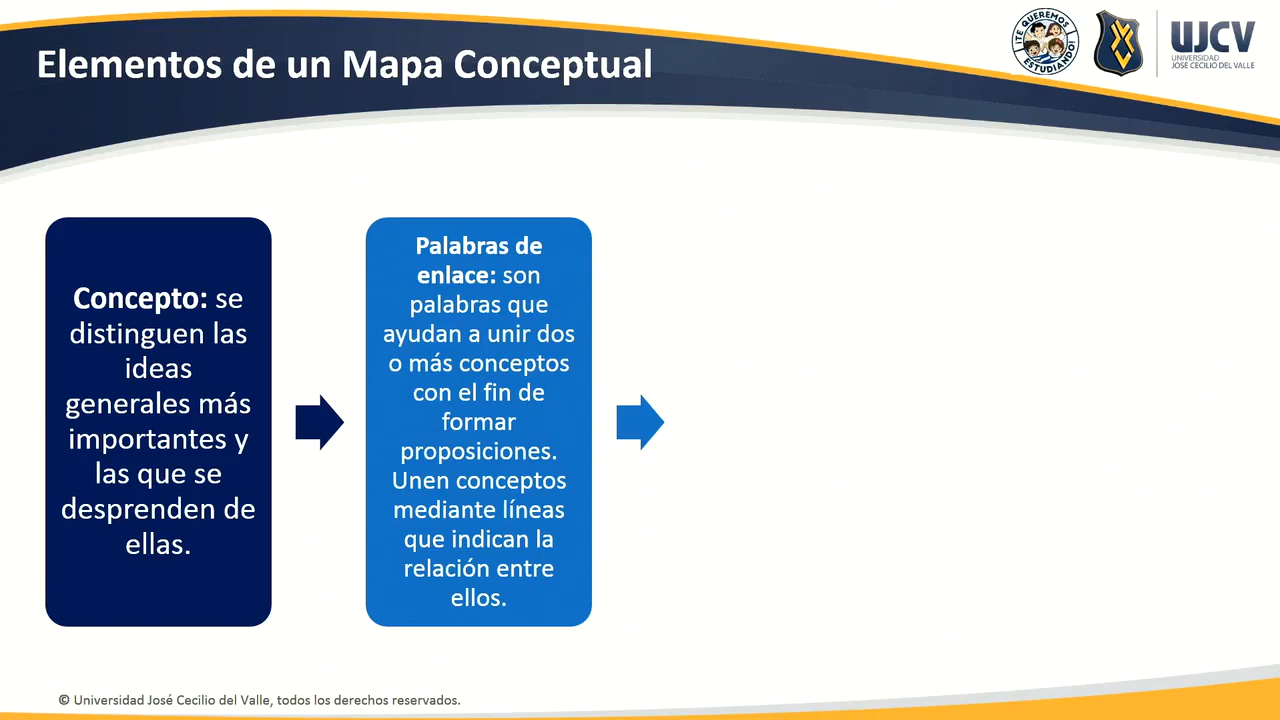 Elementos de un Mapa Conceptual
¡TE QUEREMOS
ESTUDIANDO!
UJCV
UNIVERSIDAD
JOSÉ CECILIO DEL VALLE
Concepto: se
distinguen las
ideas
generales más
importantes y
las que se
desprenden de
ellas.
Palabras de
enlace: son
palabras que
ayudan a unir dos
o más conceptos
con el fin de
formar
proposiciones.
Unen conceptos
mediante líneas
que indican la
relación entre
ellos.
© Universidad José Cecilio del Valle, todos los derechos reservados.